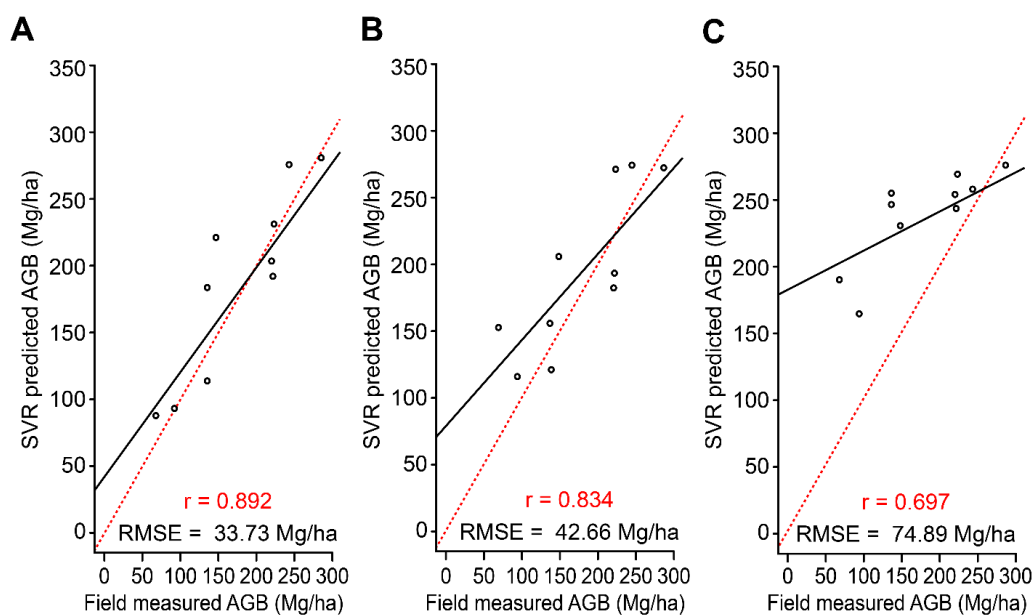 A
SVR predicted AGB (Mg/ha)
350
300
250
200
150
100
50
0
r = 0.892
RMSE = 33.73 Mg/ha
0 50 100 150 200 250 300
Field measured AGB (Mg/ha)
B
SVR predicted AGB (Mg/ha)
350
300
250
200
150
100
50
0
r = 0.834
RMSE = 42.66 Mg/ha
0 50 100 150 200 250 300
Field measured AGB (Mg/ha)
C
SVR predicted AGB (Mg/ha)
350
300
250
200
150
100
50
0
r = 0.697
RMSE = 74.89 Mg/ha
0 50 100 150 200 250 300
Field measured AGB (Mg/ha)